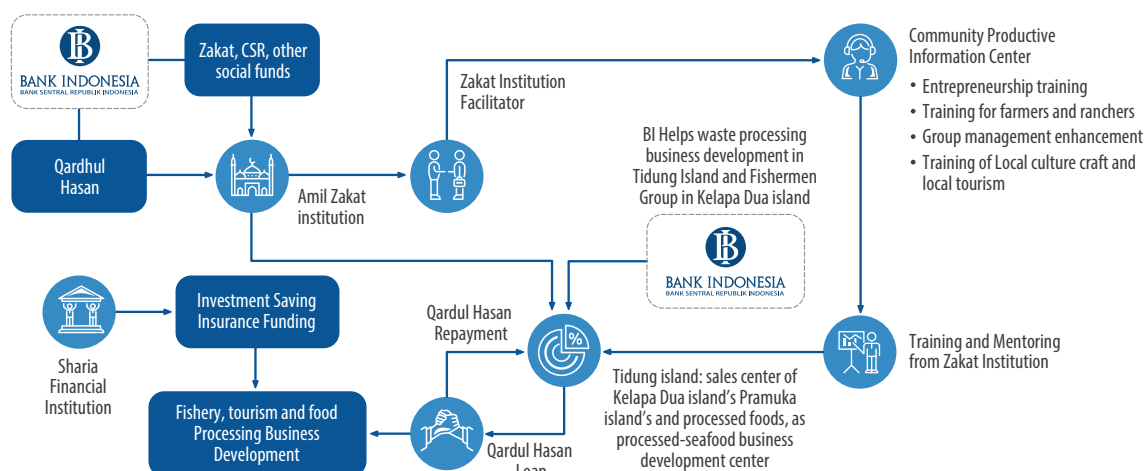 BANK INDONESIA
BANK SENTRAL REPUBLIK INDONESIA
Zakat, CSR, other
social funds
Qardhul
Hasan
Amil Zakat
institution
Zakat Institution
Facilitator
Community Productive
Information Center
• Entrepreneurship training
• Training for farmers and ranchers
• Group management enhancement
• Training of Local culture craft and
local tourism
BI Helps waste processing
business development in
Tidung Island and Fishermen
Group in Kelapa Dua island
BANK INDONESIA
BANK SENTRAL REPUBLIK INDONESIA
Sharia
Financial
Institution
Investment Saving
Insurance Funding
Fishery, tourism and food
Processing Business
Development
Qardul Hasan
Repayment
%
Qardul Hasan
Loan
Tidung island: sales center of
Kelapa Dua island's Pramuka
island's and processed foods, as
processed-seafood business
development center
Training and Mentoring
from Zakat Institution